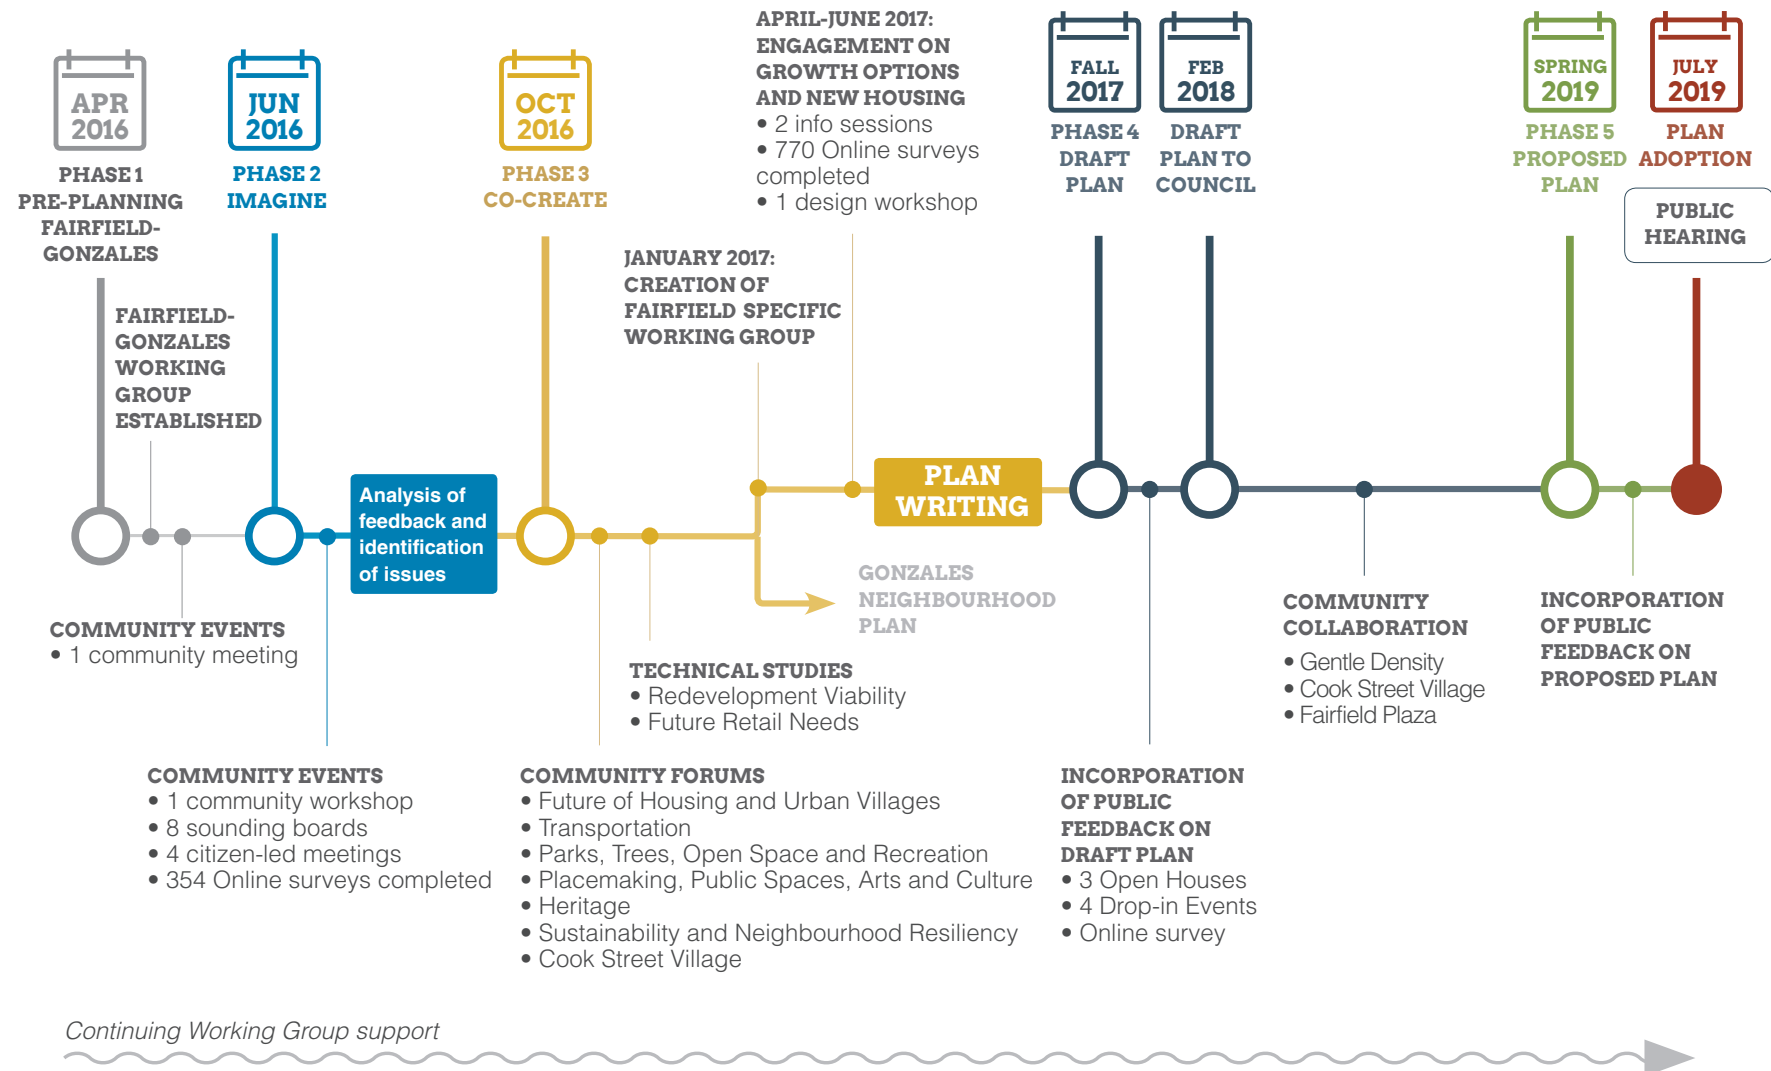 APR
2016
PHASE 1
PRE-PLANNING
FAIRFIELD-
GONZALES
FAIRFIELD-
GONZALES
WORKING
GROUP
ESTABLISHED
COMMUNITY EVENTS
• 1 community meeting
JUN
2016
PHASE 2
IMAGINE
Analysis of
feedback and
identification
of issues
COMMUNITY EVENTS
• 1 community workshop
• 8 sounding boards
• 4 citizen-led meetings
• 354 Online surveys completed
OCT
2016
PHASE 3
CO-CREATE
COMMUNITY FORUMS
• Future of Housing and Urban Villages
• Transportation
• Parks, Trees, Open Space and Recreation
• Placemaking, Public Spaces, Arts and Culture
• Heritage
• Sustainability and Neighbourhood Resiliency
• Cook Street Village
TECHNICAL STUDIES
• Redevelopment Viability
• Future Retail Needs
JANUARY 2017:
CREATION OF
FAIRFIELD SPECIFIC
WORKING GROUP
APRIL-JUNE 2017:
ENGAGEMENT ON
GROWTH OPTIONS
AND NEW HOUSING
• 2 info sessions
• 770 Online surveys
completed
• 1 design workshop
PLAN
WRITING
GONZALES
NEIGHBOURHOOD
PLAN
FALL
2017
PHASE 4
DRAFT
PLAN
INCORPORATION
OF PUBLIC
FEEDBACK ON
DRAFT PLAN
• 3 Open Houses
• 4 Drop-in Events
• Online survey
FEB
2018
DRAFT
PLAN TO
COUNCIL
COMMUNITY
COLLABORATION
• Gentle Density
• Cook Street Village
• Fairfield Plaza
SPRING
2019
PHASE 5
PROPOSED
PLAN
INCORPORATION
OF PUBLIC
FEEDBACK ON
PROPOSED PLAN
JULY
2019
PLAN
ADOPTION
PUBLIC
HEARING
Continuing Working Group support